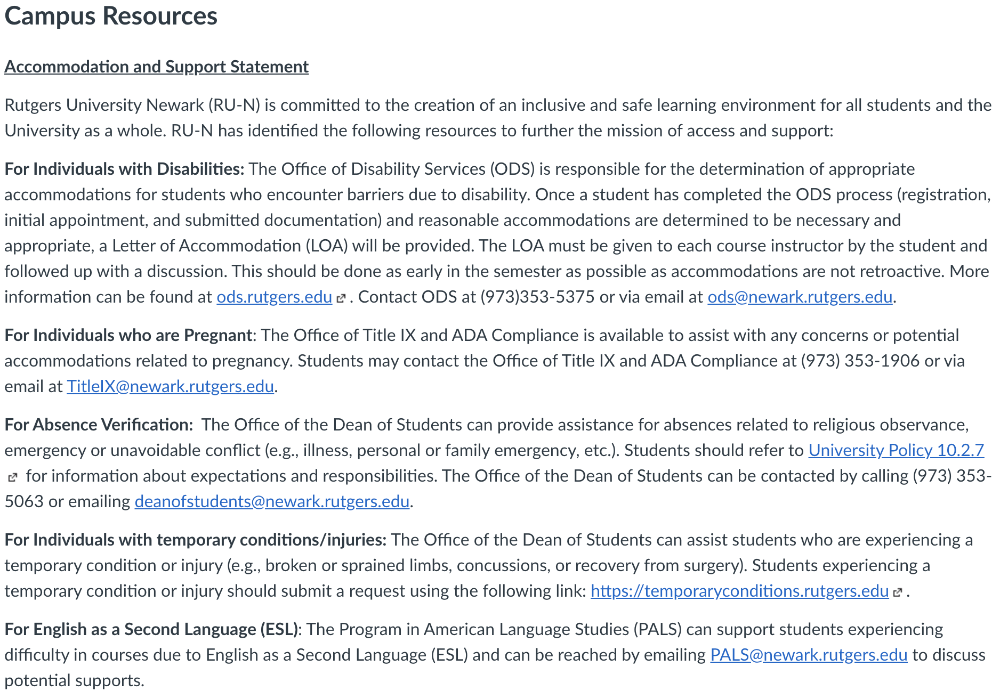 Campus Resources
Accommodation and Support Statement
Rutgers University Newark (RU-N) is committed to the creation of an inclusive and safe learning environment for all students and the
University as a whole. RU-N has identified the following resources to further the mission of access and support:
For Individuals with Disabilities: The Office of Disability Services (ODS) is responsible for the determination of appropriate
accommodations for students who encounter barriers due to disability. Once a student has completed the ODS process (registration,
initial appointment, and submitted documentation) and reasonable accommodations are determined to be necessary and
appropriate, a Letter of Accommodation (LOA) will be provided. The LOA must be given to each course instructor by the student and
followed up with a discussion. This should be done as early in the semester as possible as accommodations are not retroactive. More
information can be found at ods.rutgers.edu . Contact ODS at (973)353-5375 or via email at ods@newark.rutgers.edu.
For Individuals who are Pregnant: The Office of Title IX and ADA Compliance is available to assist with any concerns or potential
accommodations related to pregnancy. Students may contact the Office of Title IX and ADA Compliance at (973) 353-1906 or via
email at TitleIX@newark.rutgers.edu.
For Absence Verification:  The Office of the Dean of Students can provide assistance for absences related to religious observance,
emergency or unavoidable conflict (e.g., illness, personal or family emergency, etc.). Students should refer to University Policy 10.2.7
for information about expectations and responsibilities. The Office of the Dean of Students can be contacted by calling (973) 353-
5063 or emailing deanofstudents@newark.rutgers.edu.
For Individuals with temporary conditions/injuries: The Office of the Dean of Students can assist students who are experiencing a
temporary condition or injury (e.g., broken or sprained limbs, concussions, or recovery from surgery). Students experiencing a
temporary condition or injury should submit a request using the following link: https://temporaryconditions.rutgers.edu .
For English as a Second Language (ESL): The Program in American Language Studies (PALS) can support students experiencing
difficulty in courses due to English as a Second Language (ESL) and can be reached by emailing PALS@newark.rutgers.edu to discuss
potential supports.